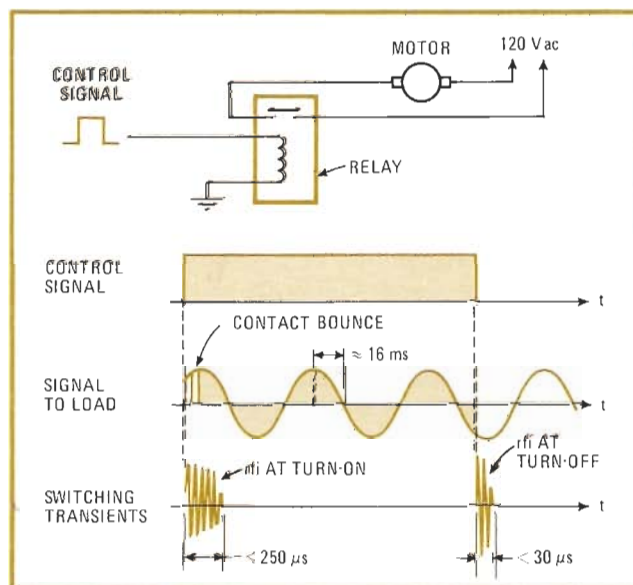 MOTOR
120 V ac
CONTROL
SIGNAL
RELAY
CONTROL
SIGNAL
t
CONTACT BOUNCE
≈ 16 ms
SIGNAL
TO LOAD
t
rfi AT TURN-ON
rfi AT
TURN-OFF
SWITCHING
TRANSIENTS
t
< 250 μs
< 30 μs